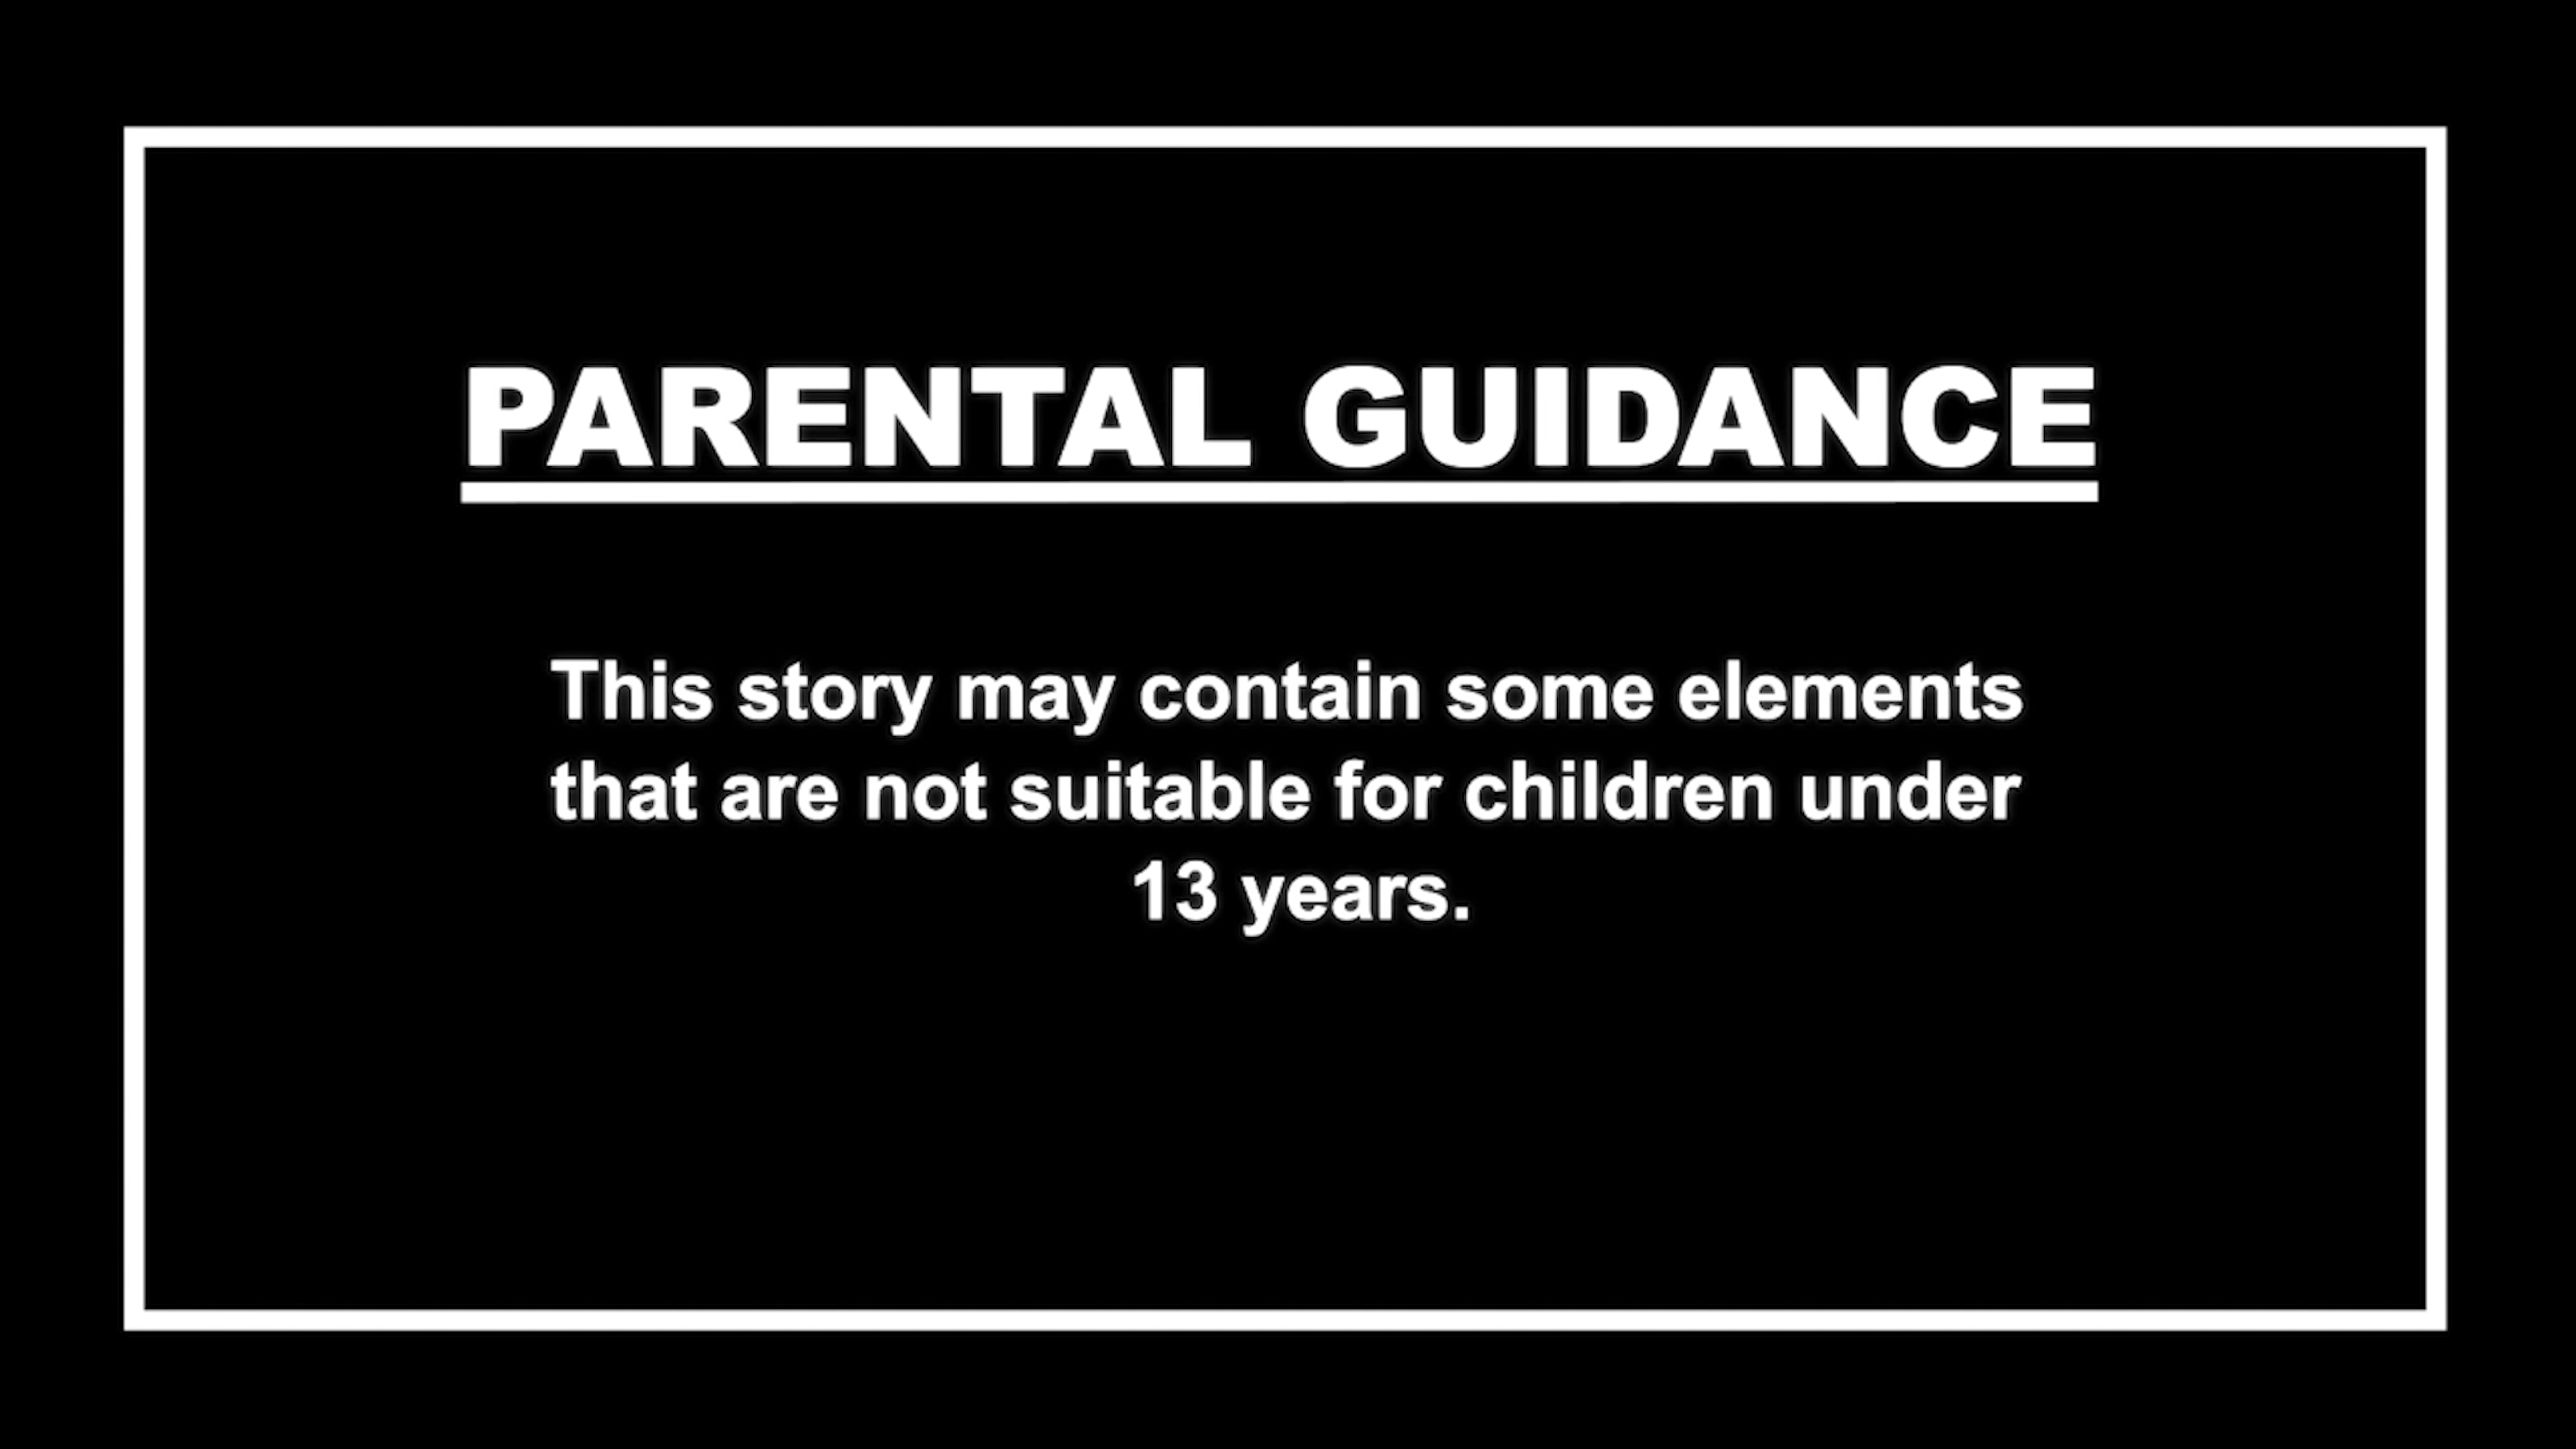 PARENTAL GUIDANCE
This story may contain some elements
that are not suitable for children under
13 years.